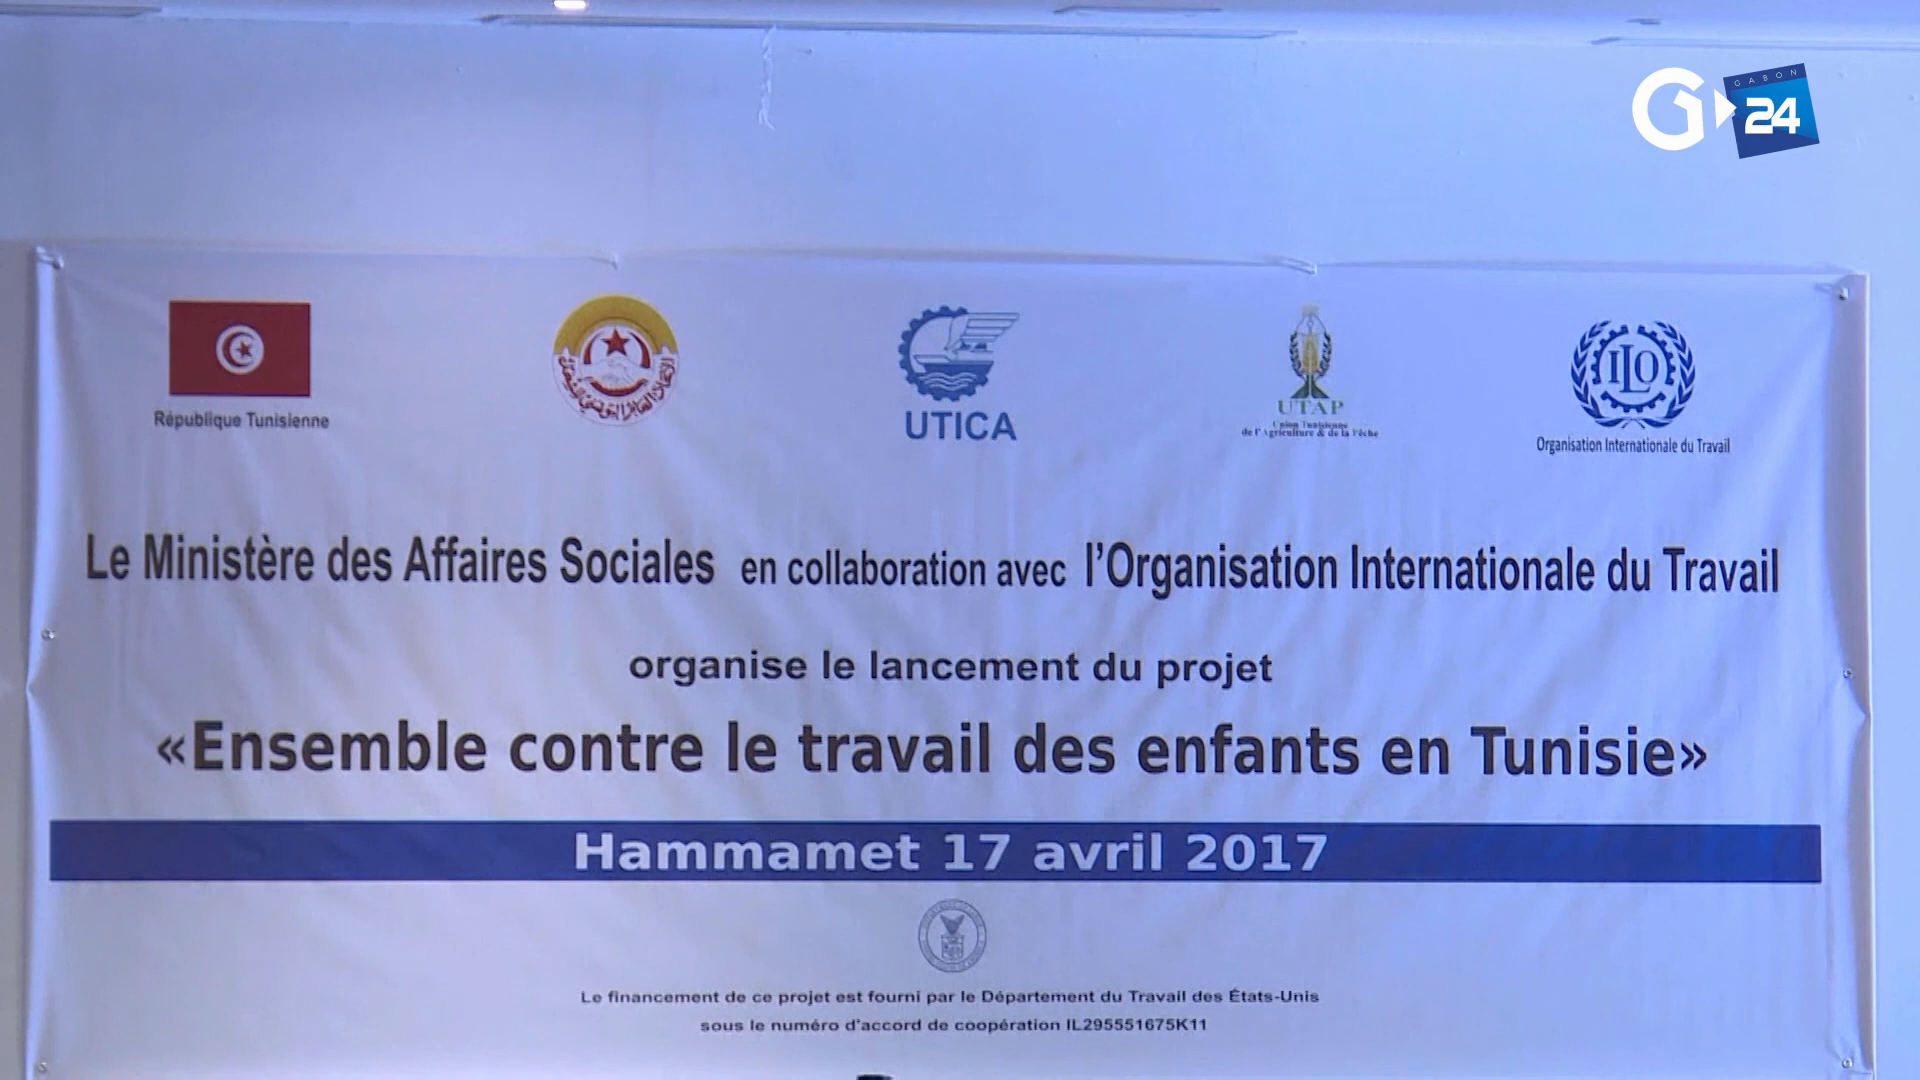 GABON
24
République Tunisienne
UTICA
UTAP
Union Tunisienne
de l'Agriculture & de la Pêche
ILO
Organisation Internationale du Travail
Le Ministère des Affaires Sociales en collaboration avec l'Organisation Internationale du Travail
organise le lancement du projet
«Ensemble contre le travail des enfants en Tunisie»
Hammamet 17 avril 2017
Le financement de ce projet est fourni par le Département du Travail des États-Unis
sous le numéro d'accord de coopération IL295551675K11